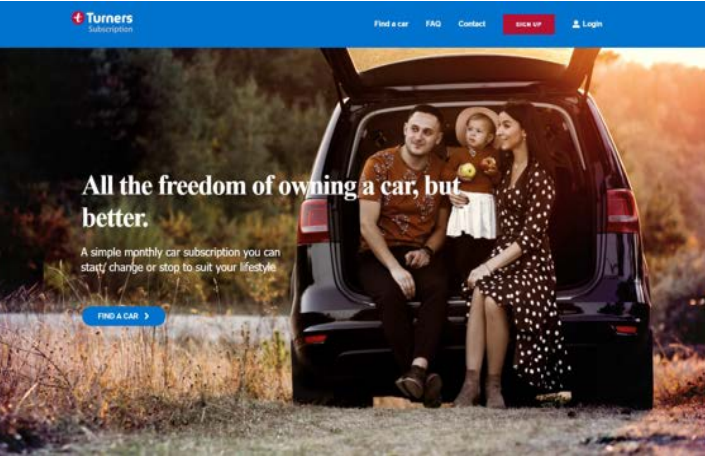 Turners
Subscription
Find a car FAQ Contact SIGN UP Login
All the freedom of owning a car, but
better.
A simple monthly car subscription you can
start/ change or stop to suit your lifestyle
FIND A CAR